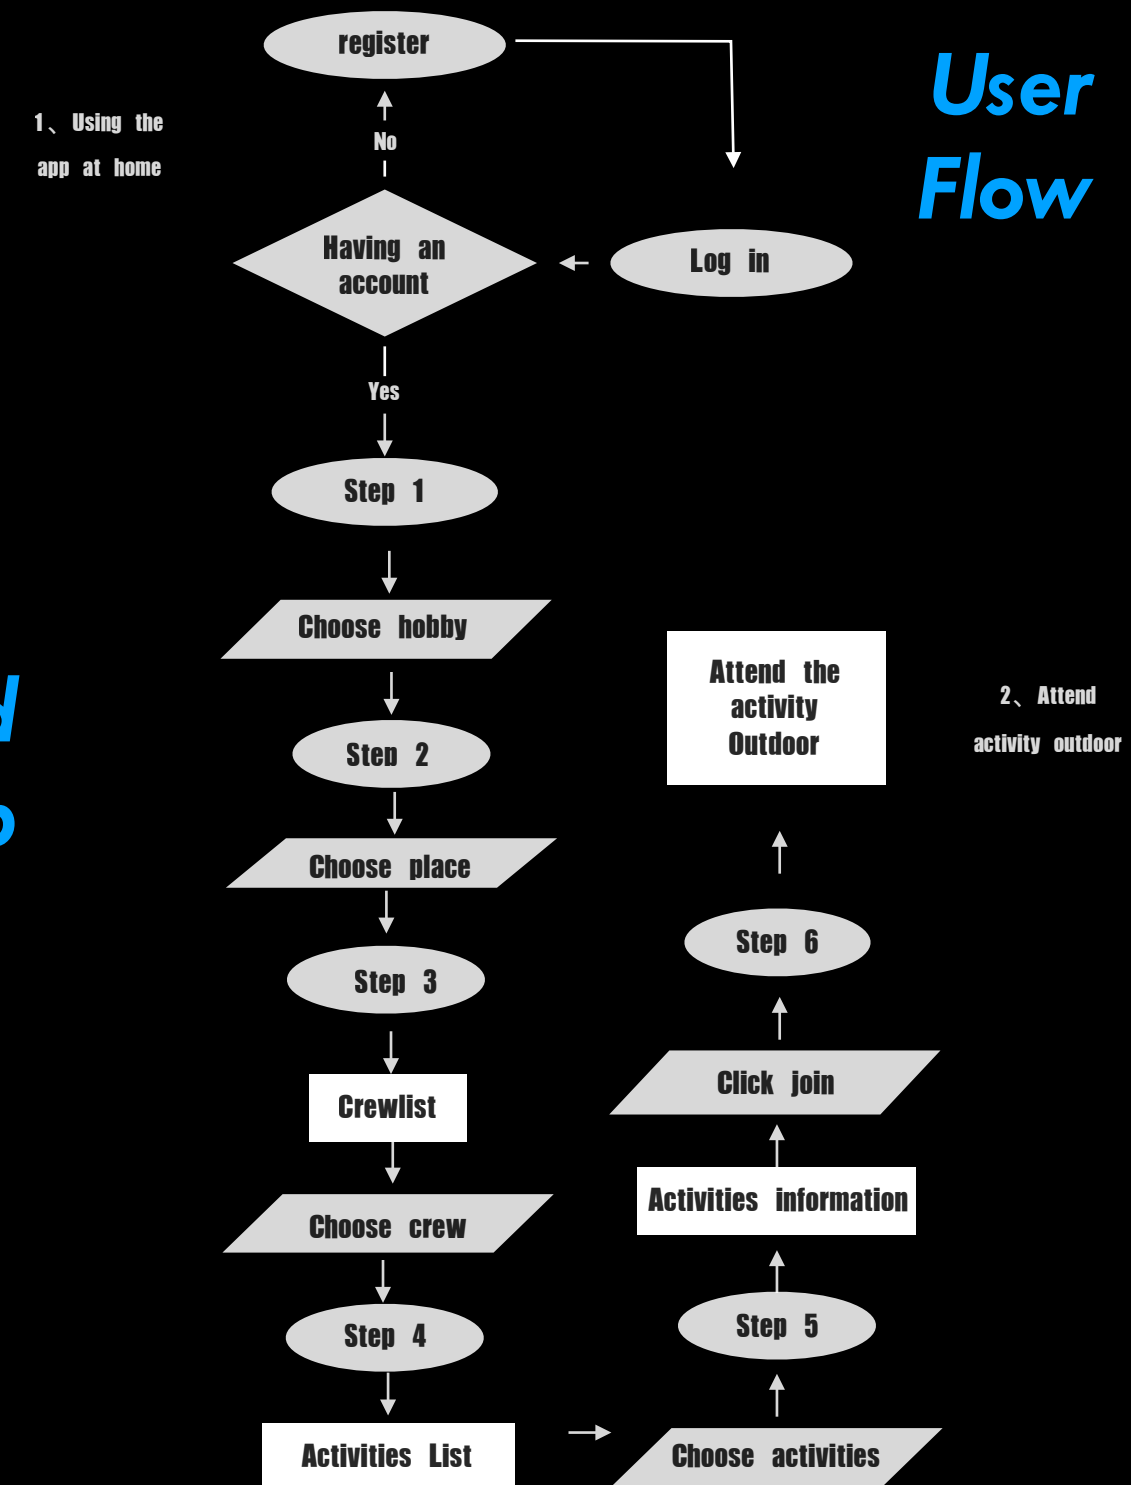 User
Flow
1、Using the
app at home
register
No
Having an
account
Log in
Yes
Step 1
Choose hobby
Step 2
Choose place
Step 3
Crewlist
Choose crew
Step 4
Activities List
Choose activities
Step 5
Activities information
Click join
Step 6
Attend the
activity
Outdoor
2、Attend
activity outdoor